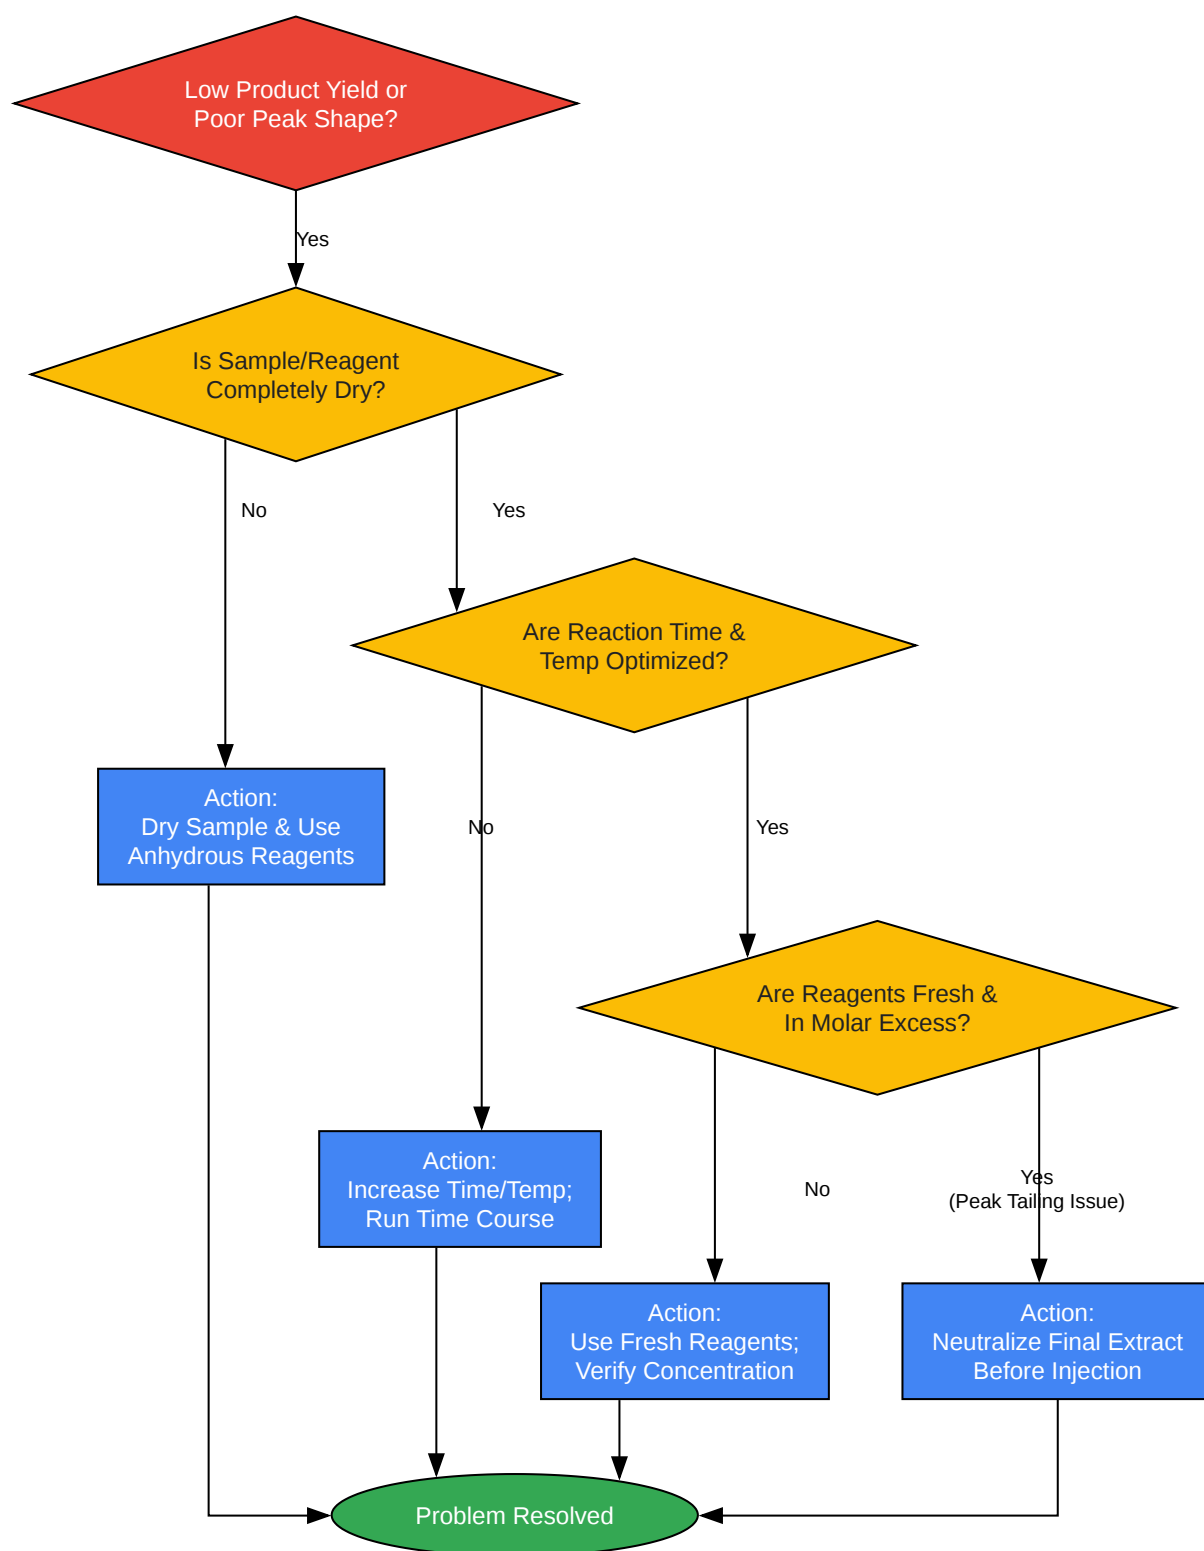 Low Product Yield or
Poor Peak Shape?
Yes
Is Sample/Reagent
Completely Dry?
No
Yes
Are Reaction Time &
Temp Optimized?
Action:
Dry Sample & Use
Anhydrous Reagents
No
Yes
Are Reagents Fresh &
In Molar Excess?
Action:
Increase Time/Temp;
Run Time Course
No
Yes
(Peak Tailing Issue)
Action:
Use Fresh Reagents;
Verify Concentration
Action:
Neutralize Final Extract
Before Injection
Problem Resolved